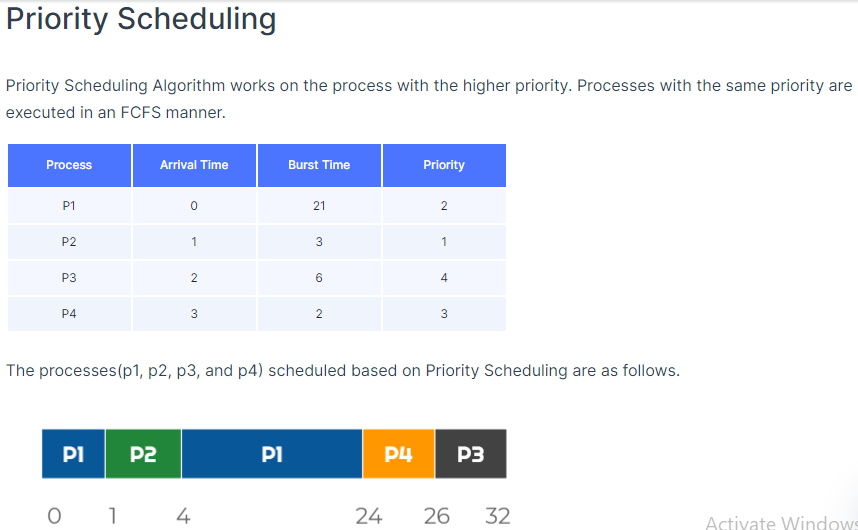 Priority Scheduling
Priority Scheduling Algorithm works on the process with the higher priority. Processes with the same priority are
executed in an FCFS manner.
Process Arrival Time Burst Time Priority
P1 0 21 2
P2 1 3 1
P3 2 6 4
P4 3 2 3
The processes(p1, p2, p3, and p4) scheduled based on Priority Scheduling are as follows.
P1 P2 P1 P4 P3
0 1 4 24 26 32
Activate Windows